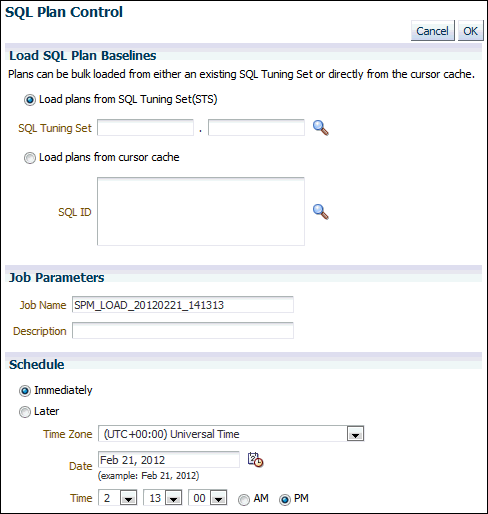 SQL Plan Control
Cancel OK
Load SQL Plan Baselines
Plans can be bulk loaded from either an existing SQL Tuning Set or directly from the cursor cache.
Load plans from SQL Tuning Set(STS)
SQL Tuning Set .
Load plans from cursor cache
SQL ID
Job Parameters
Job Name SPM_LOAD_20120221_141313
Description
Schedule
Immediately
Later
Time Zone (UTC+00:00) Universal Time
Date Feb 21, 2012
(example: Feb 21, 2012)
Time 2 13 00 AM PM